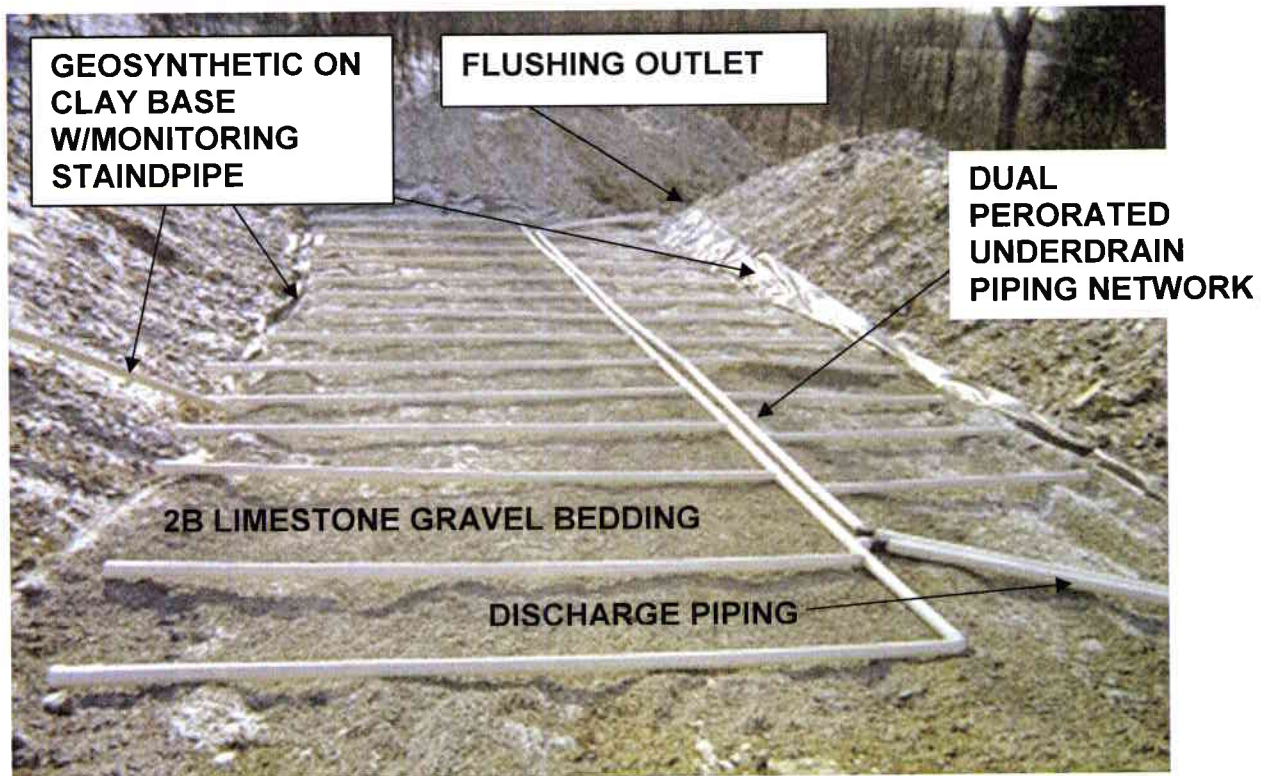 GEOSYNTHETIC ON
CLAY BASE
W/MONITORING
STAINDPIPE
FLUSHING OUTLET
DUAL
PERORATED
UNDERDRAIN
PIPING NETWORK
2B LIMESTONE GRAVEL BEDDING
DISCHARGE PIPING